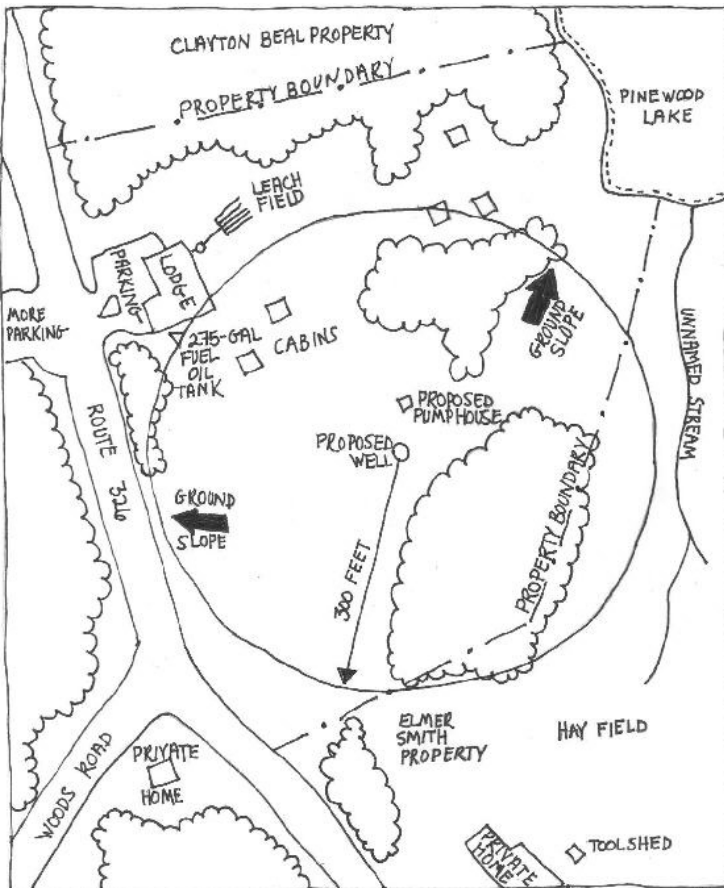 CLAYTON BEAL PROPERTY
PROPERTY BOUNDARY
PINEWOOD
LAKE
LEACH
FIELD
PARKING
LODGE
MORE
PARKING
275-GAL
FUEL
OIL
TANK
CABINS
GROUND
SLOPE
UNNAMED STREAM
PROPOSED
PUMPHOUSE
PROPOSED
WELL
ROUTE 326
GROUND
SLOPE
PROPERTY BOUNDARY
300 FEET
ELMER
SMITH
PROPERTY
HAY FIELD
WOODS ROAD
PRIVATE
HOME
PRIVATE
HOME
TOOLSHED